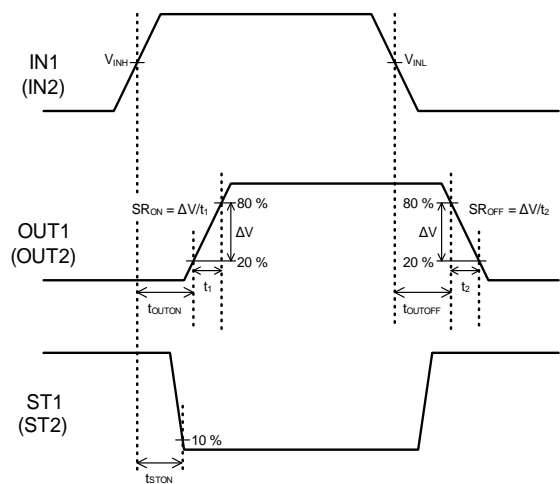 IN1
(IN2)
VINH
VINL
OUT1
(OUT2)
SRON = ΔV/t1
80 %
ΔV
20 %
t1
tOUTON
80 %
ΔV
20 %
SROFF = ΔV/t2
t2
tOUTOFF
ST1
(ST2)
10 %
tSTON